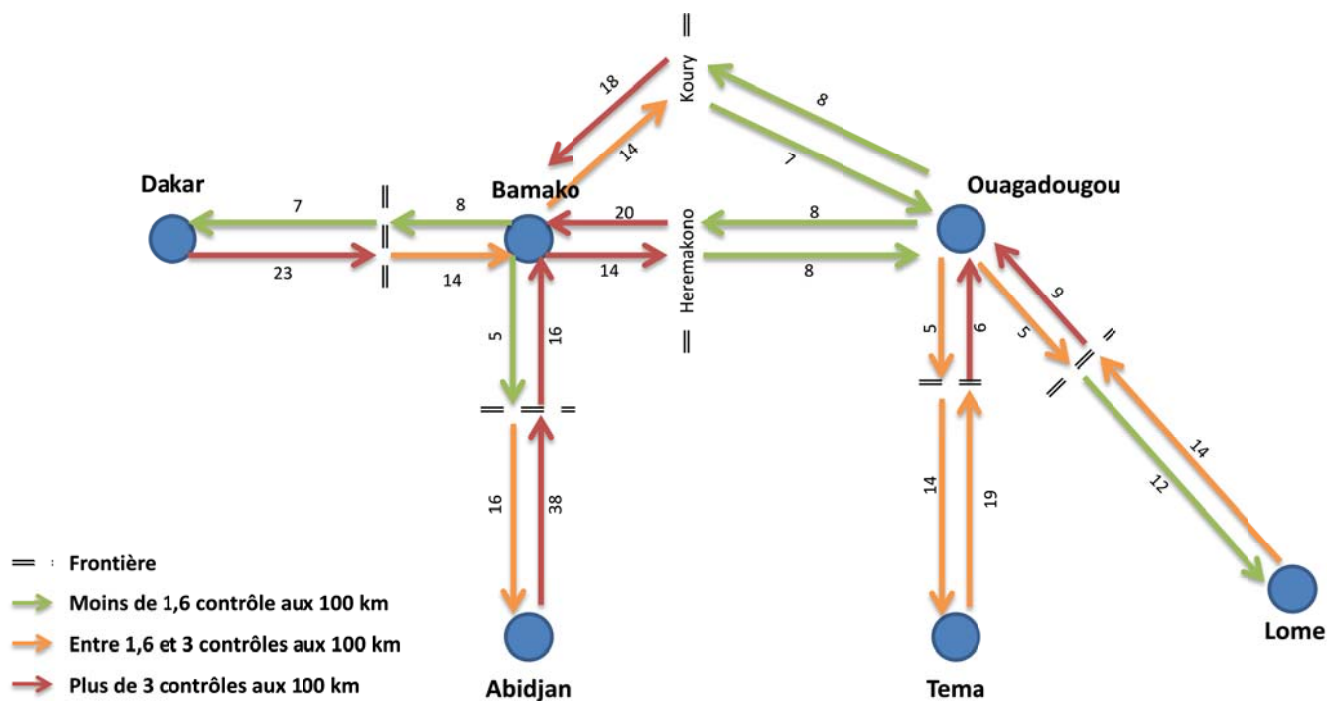 Koury
18
14
8
7
Dakar
Bamako
Ouagadougou
7
8
20
8
23
14
14
8
Heremakono
5
16
5
6
5
9
16
38
14
19
12
14
Frontière
Moins de 1,6 contrôle aux 100 km
Entre 1,6 et 3 contrôles aux 100 km
Plus de 3 contrôles aux 100 km
Abidjan
Tema
Lome